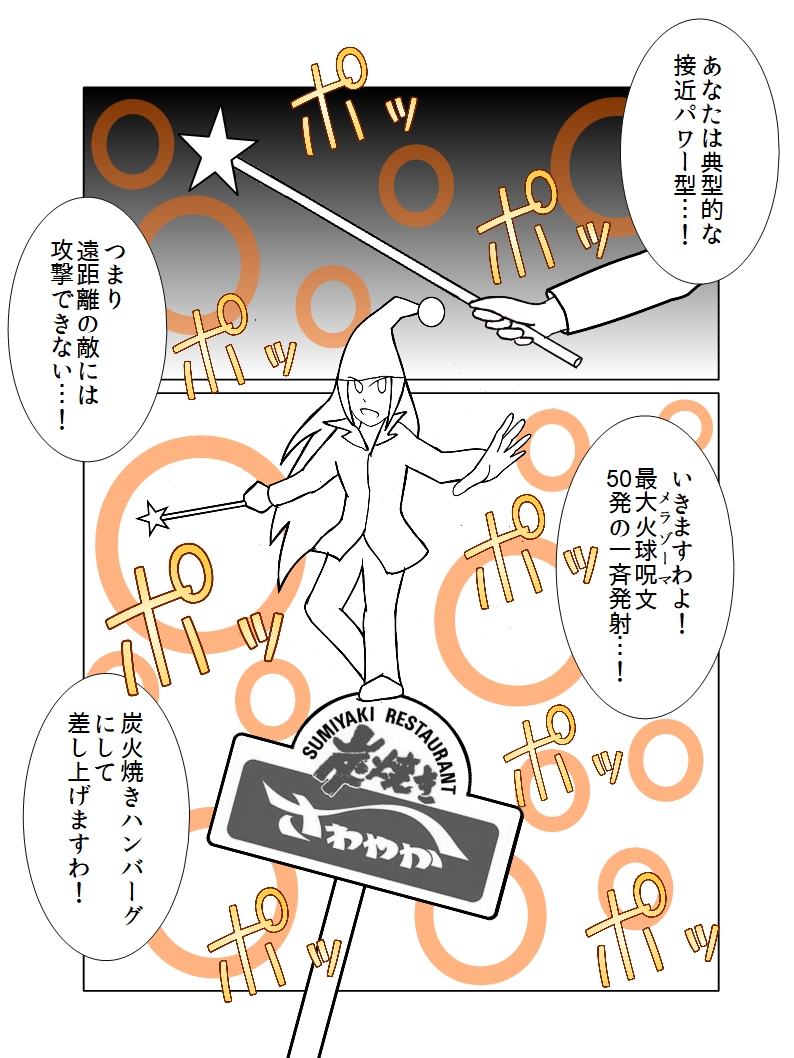 あなたは典型的な
接近パワー型…！
ポッ
ポッ
つまり
遠距離の敵には
攻撃できない…！
ポッ
いきますわよ！
メラゾーマ
最大火球呪文
50発の一斉発射…！
ポッ
ポッ
炭火焼きハンバーグ
にして
差し上げますわ！
SUMIYAKI RESTAURANT
炭焼き
さわやか
ポッ
ポッ
ポッ